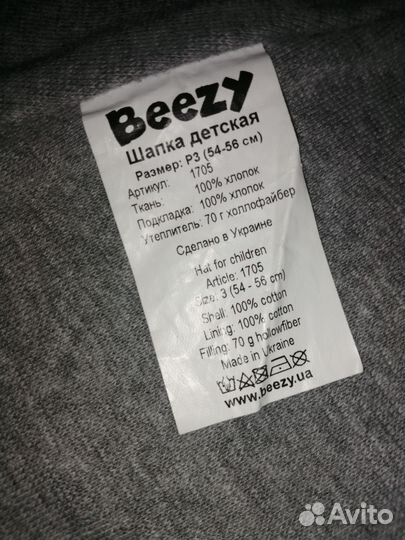 Beezy
Шапка детская
Размер: Р3 (54-56 см)
Артикул: 1705
Ткань: 100% хлопок
Подкладка: 100% хлопок
Утеплитель: 70 г холлофайбер
Сделано в Украине
Hat for children
Article: 1705
Size: 3 (54 - 56 cm)
Shell: 100% cotton
Lining: 100% cotton
Filling: 70 g hollowfiber
Made in Ukraine
www.beezy.ua
Avito